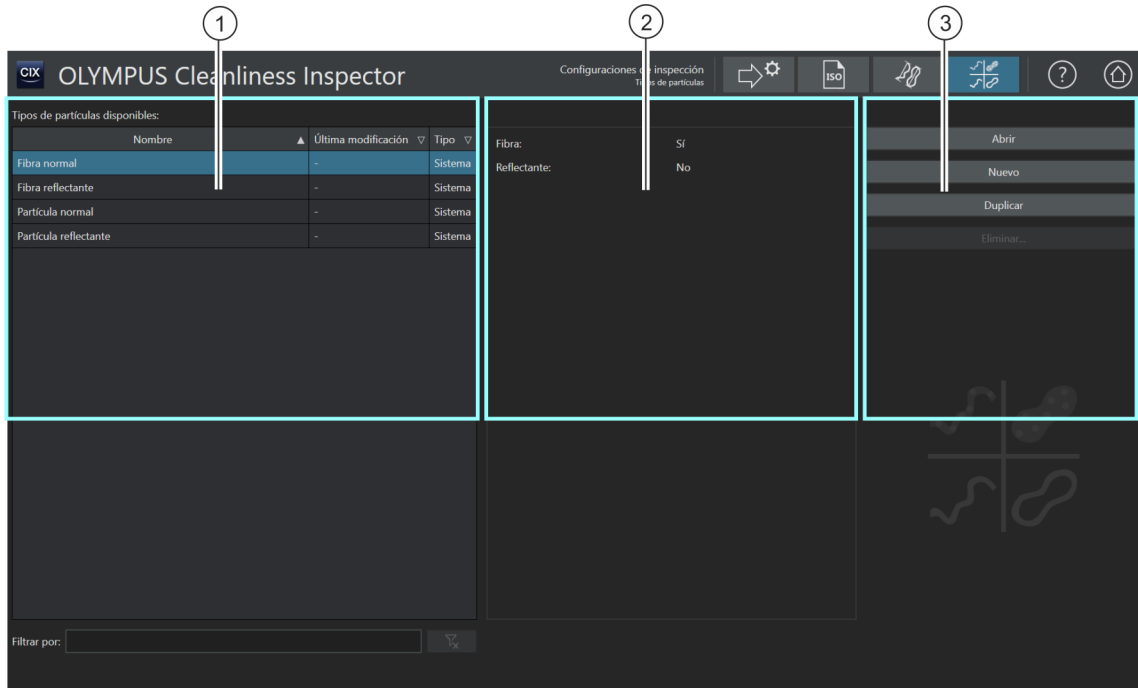 1
2
3
CIX OLYMPUS Cleanliness Inspector
Configuraciones de inspección
Tipos de partículas
ISO
?
Tipos de partículas disponibles:
Nombre ▲ Última modificación ▽ Tipo ▽
Fibra normal - Sistema
Fibra reflectante - Sistema
Partícula normal - Sistema
Partícula reflectante - Sistema
Fibra: Sí
Reflectante: No
Abrir
Nuevo
Duplicar
Eliminar...
Filtrar por: